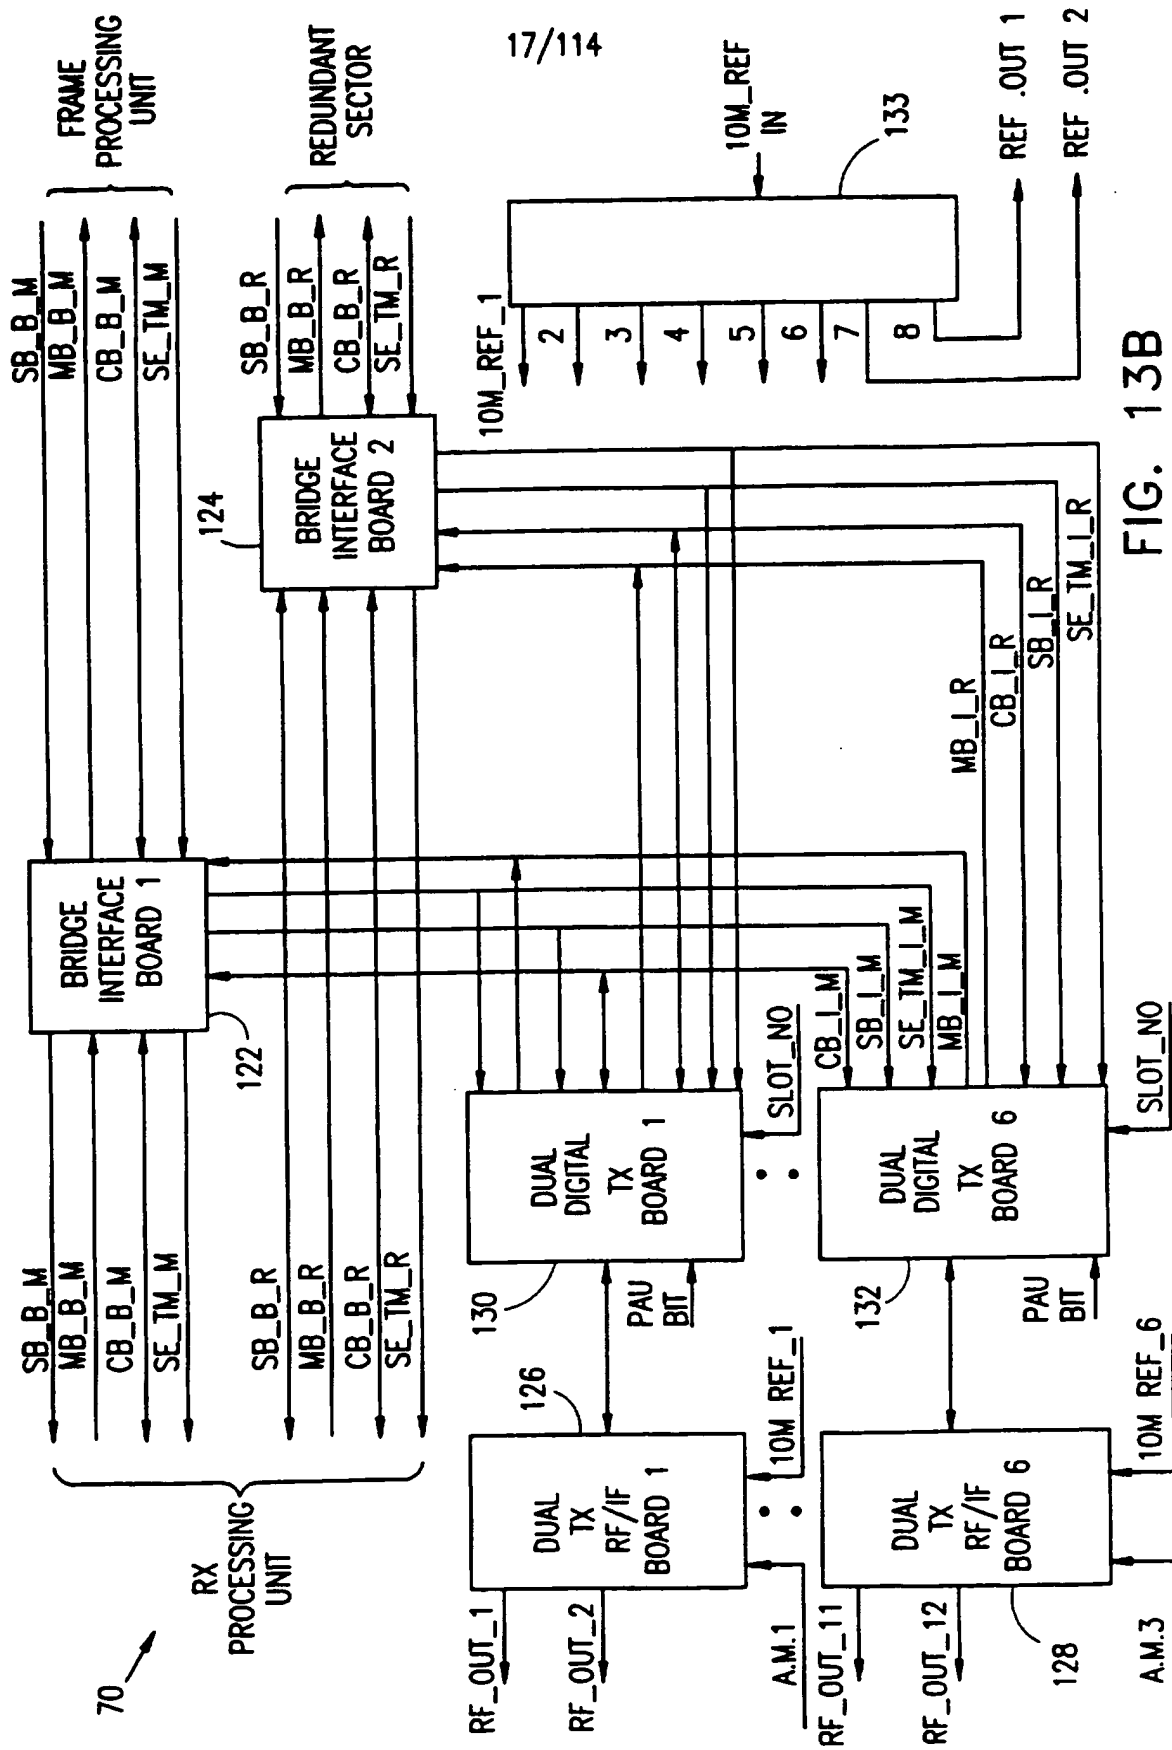 17/114
70
RX
PROCESSING
UNIT
SB_B_M
MB_B_M
CB_B_M
SE_TM_M
BRIDGE
INTERFACE
BOARD 1
122
SB_B_M
MB_B_M
CB_B_M
SE_TM_M
FRAME
PROCESSING
UNIT
SB_B_R
MB_B_R
CB_B_R
SE_TM_R
124
BRIDGE
INTERFACE
BOARD 2
SB_B_R
MB_B_R
CB_B_R
SE_TM_R
REDUNDANT
SECTOR
RF_OUT_1
RF_OUT_2
DUAL
TX
RF/IF
BOARD 1
126
A.M.1
10M REF_1
130
DUAL
DIGITAL
TX
BOARD 1
PAU
BIT
SLOT_NO
RF_OUT_11
RF_OUT_12
DUAL
TX
RF/IF
BOARD 6
128
A.M.3
10M REF_6
132
DUAL
DIGITAL
TX
BOARD 6
PAU
BIT
SLOT_NO
CB_I_M
SB_I_M
SE_TM_I_M
MB_I_M
MB_I_R
CB_I_R
SB_I_R
SE_TM_I_R
10M_REF_1
2
3
4
5
6
7
8
10M_REF
IN
133
REF .OUT 1
REF .OUT 2
FIG. 13B